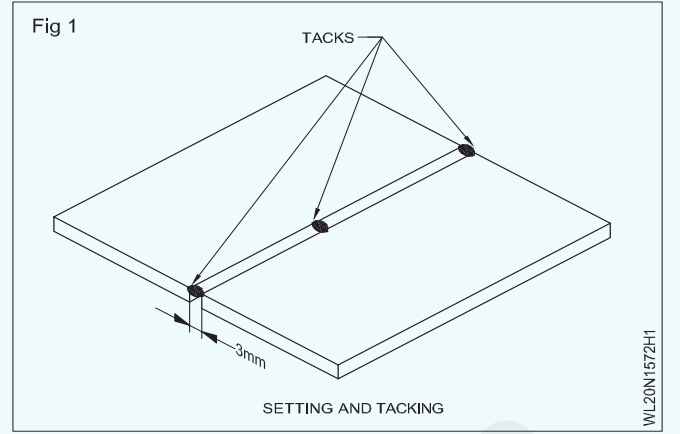 Fig 1
TACKS
3mm
SETTING AND TACKING
WL20N1572H1